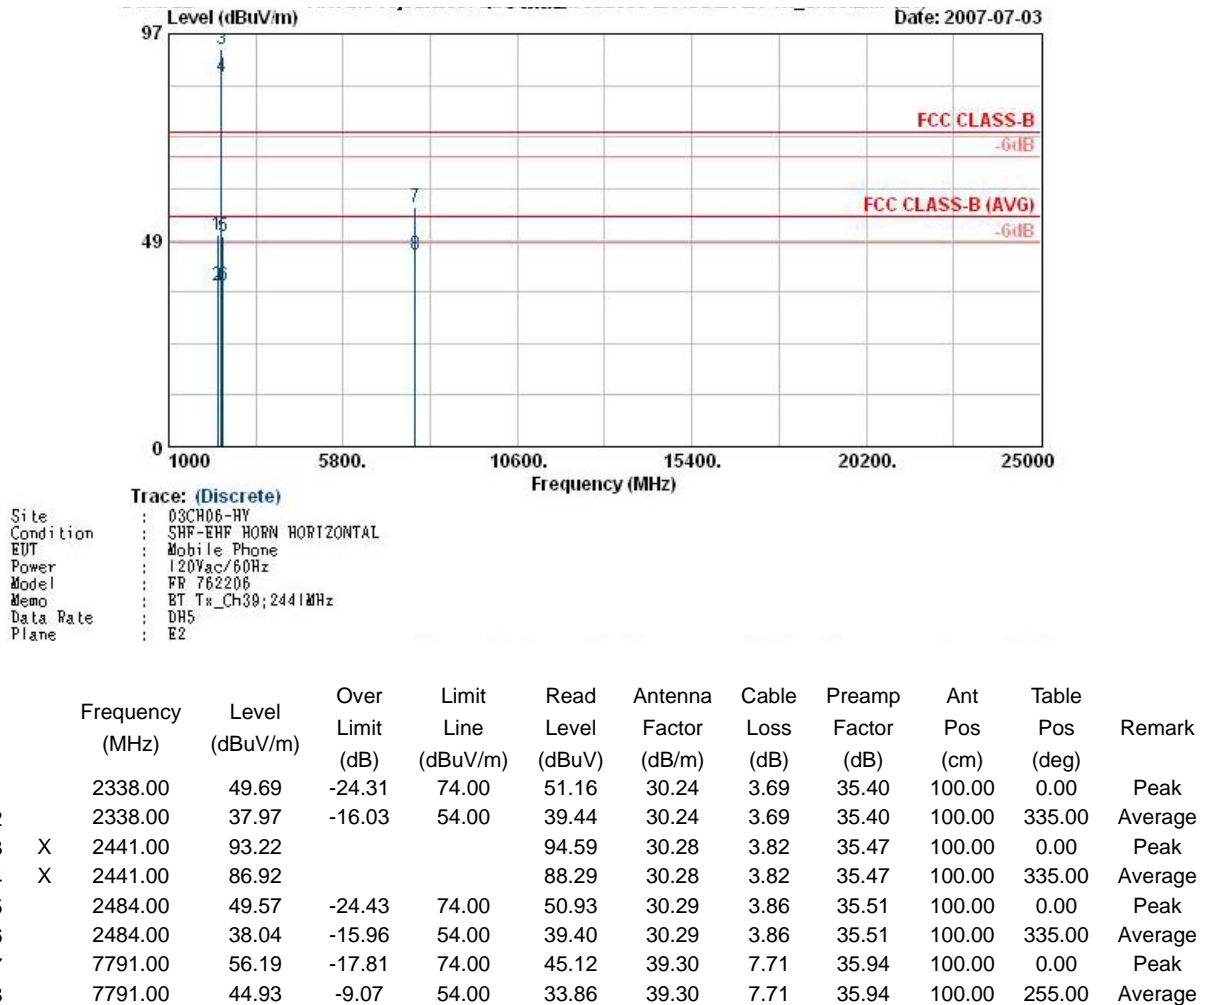 Level (dBuV/m)
Date: 2007-07-03
97
3
4
FCC CLASS-B
-6dB
7
FCC CLASS-B (AVG)
15
-6dB
49
8
26
0
1000 5800. 10600. 15400. 20200. 25000
Frequency (MHz)
Trace: (Discrete)
Site : 03CH06-HY
Condition : SHF-EHF HORN HORIZONTAL
EUT : Mobile Phone
Power : 120Vac/60Hz
Model : FR 762206
Memo : BT Tx_Ch39;2441MHz
Data Rate : DH5
Plane : E2
Frequency (MHz) Level (dBuV/m) Over Limit (dB) Limit Line (dBuV/m) Read Level (dBuV) Antenna Factor (dB/m) Cable Loss (dB) Preamp Factor (dB) Ant Pos (cm) Table Pos (deg) Remark
2338.00 49.69 -24.31 74.00 51.16 30.24 3.69 35.40 100.00 0.00 Peak
2338.00 37.97 -16.03 54.00 39.44 30.24 3.69 35.40 100.00 335.00 Average
X 2441.00 93.22 94.59 30.28 3.82 35.47 100.00 0.00 Peak
X 2441.00 86.92 88.29 30.28 3.82 35.47 100.00 335.00 Average
2484.00 49.57 -24.43 74.00 50.93 30.29 3.86 35.51 100.00 0.00 Peak
2484.00 38.04 -15.96 54.00 39.40 30.29 3.86 35.51 100.00 335.00 Average
7791.00 56.19 -17.81 74.00 45.12 39.30 7.71 35.94 100.00 0.00 Peak
7791.00 44.93 -9.07 54.00 33.86 39.30 7.71 35.94 100.00 255.00 Average